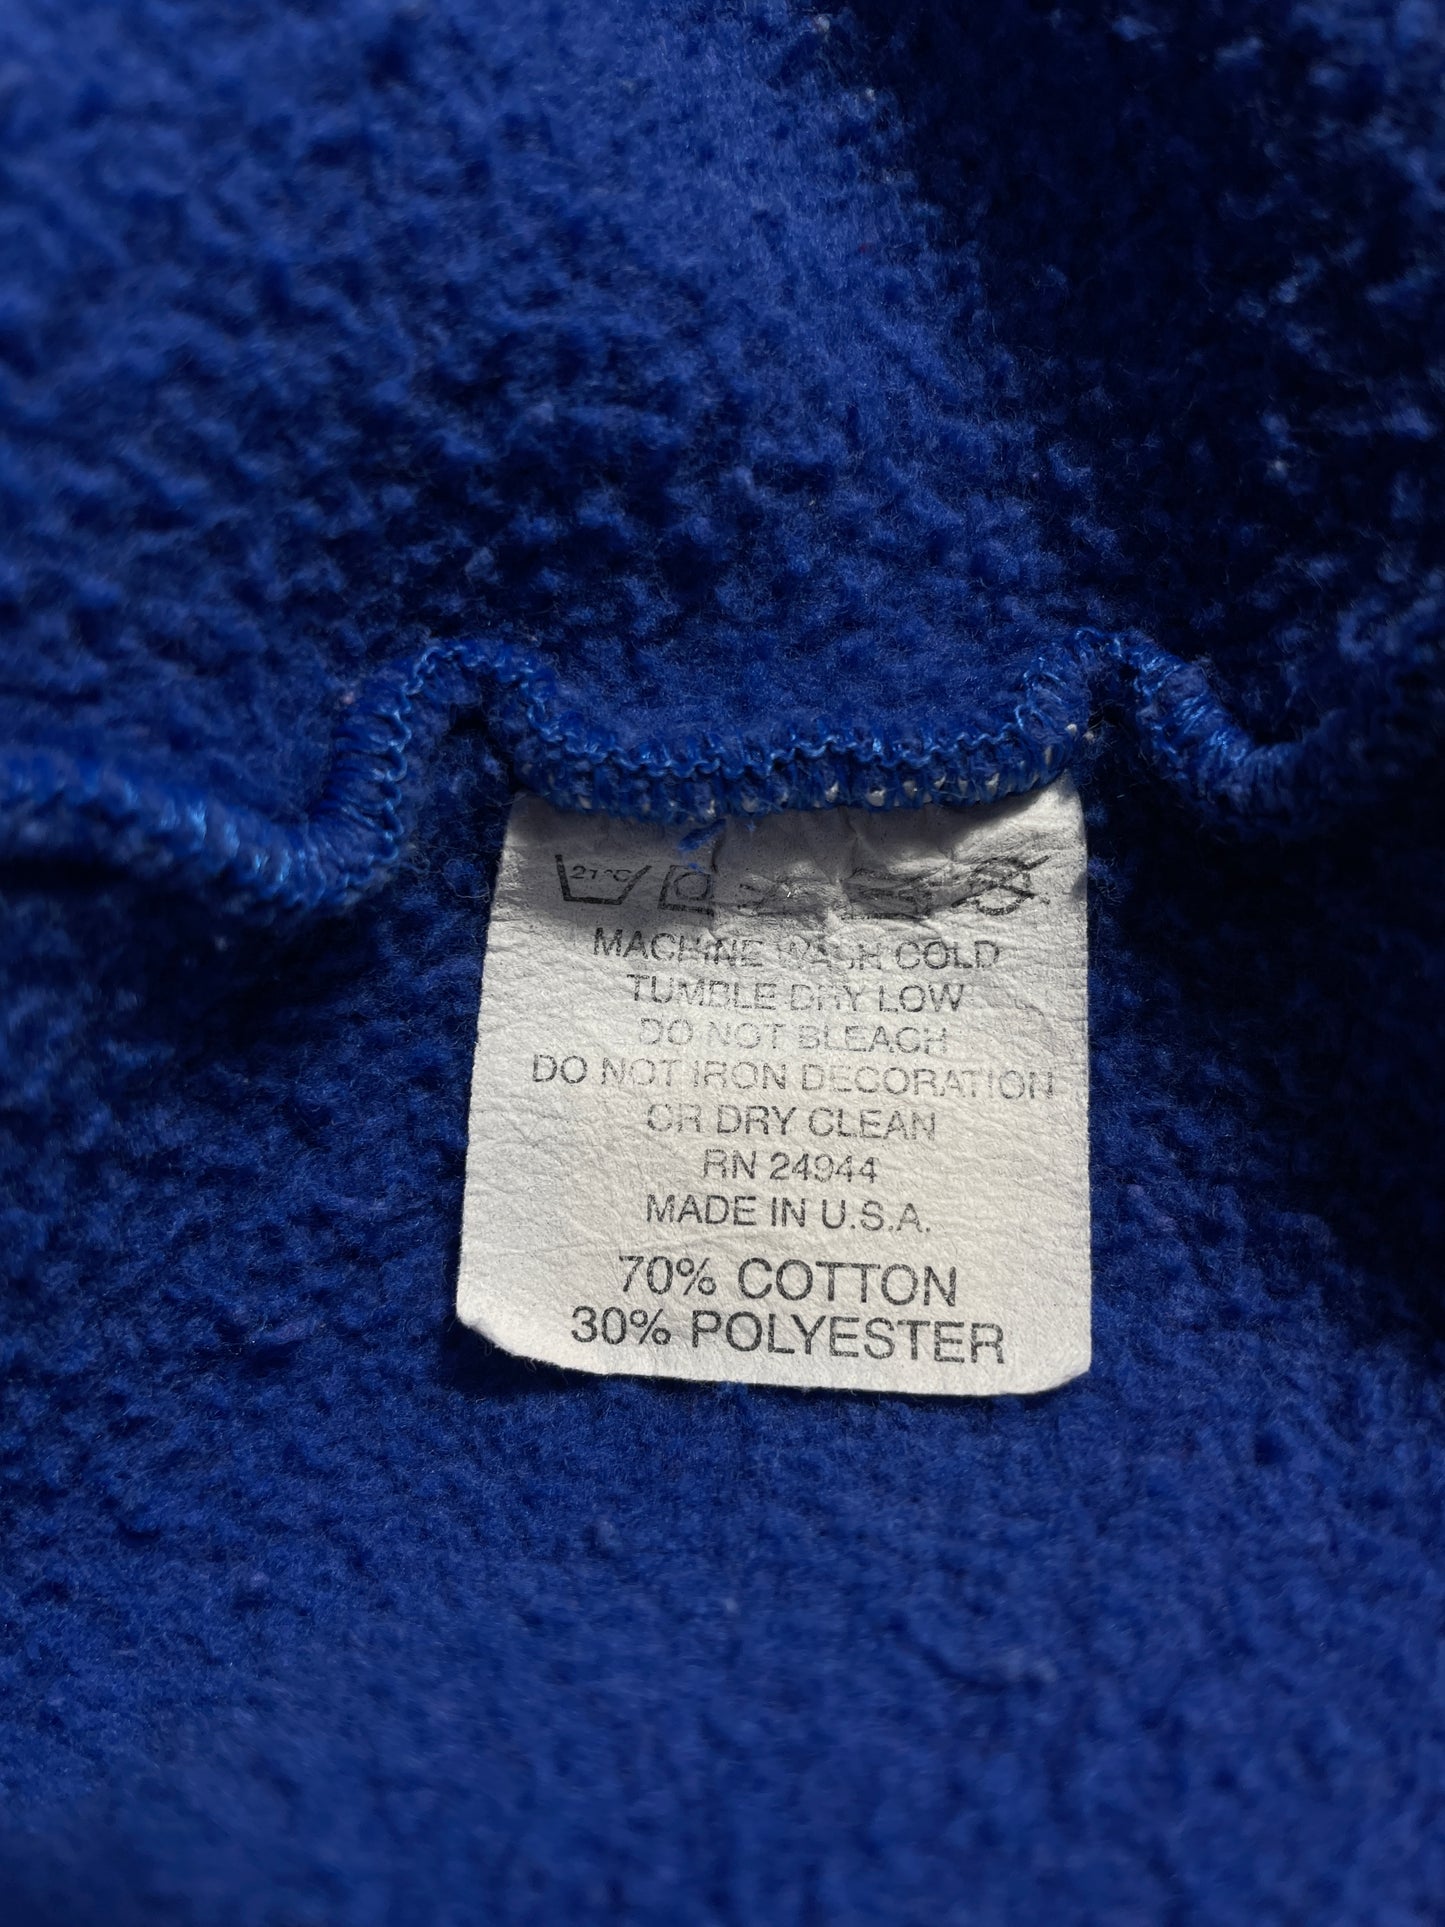 21°C
MACHINE WASH COLD
TUMBLE DRY LOW
DO NOT BLEACH
DO NOT IRON DECORATION
OR DRY CLEAN
RN 24944
MADE IN U.S.A.
70% COTTON
30% POLYESTER